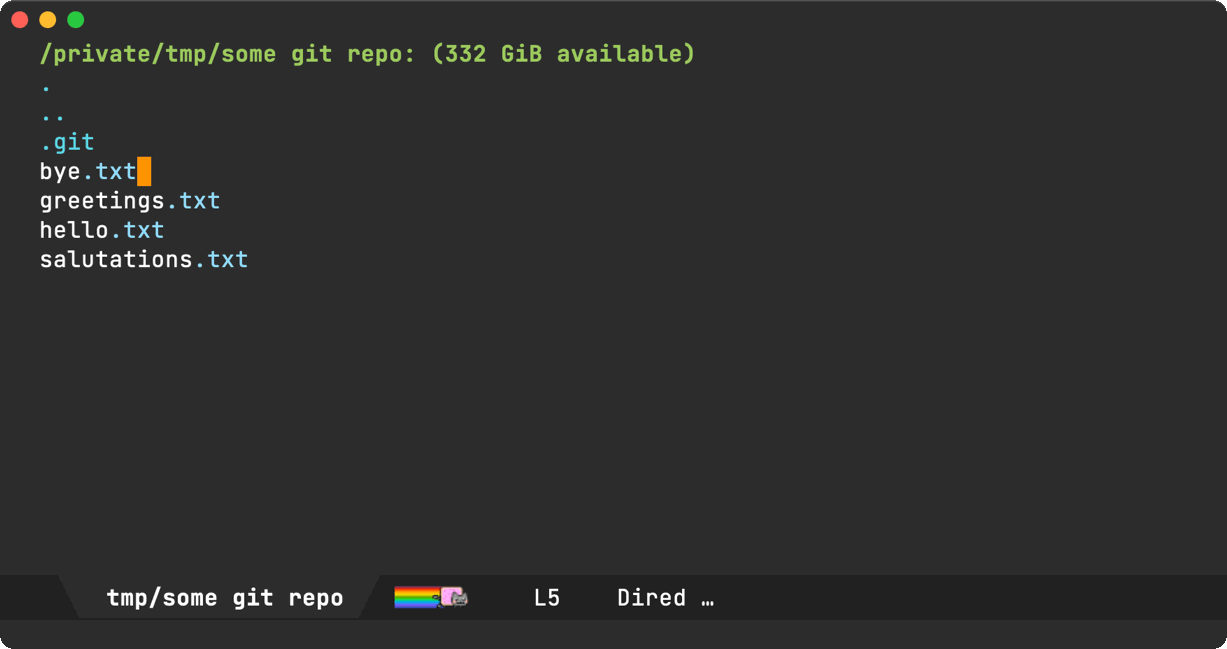 /private/tmp/some git repo: (332 GiB available)
.
..
.git
bye.txt
greetings.txt
hello.txt
salutations.txt
tmp/some git repo L5 Dired …